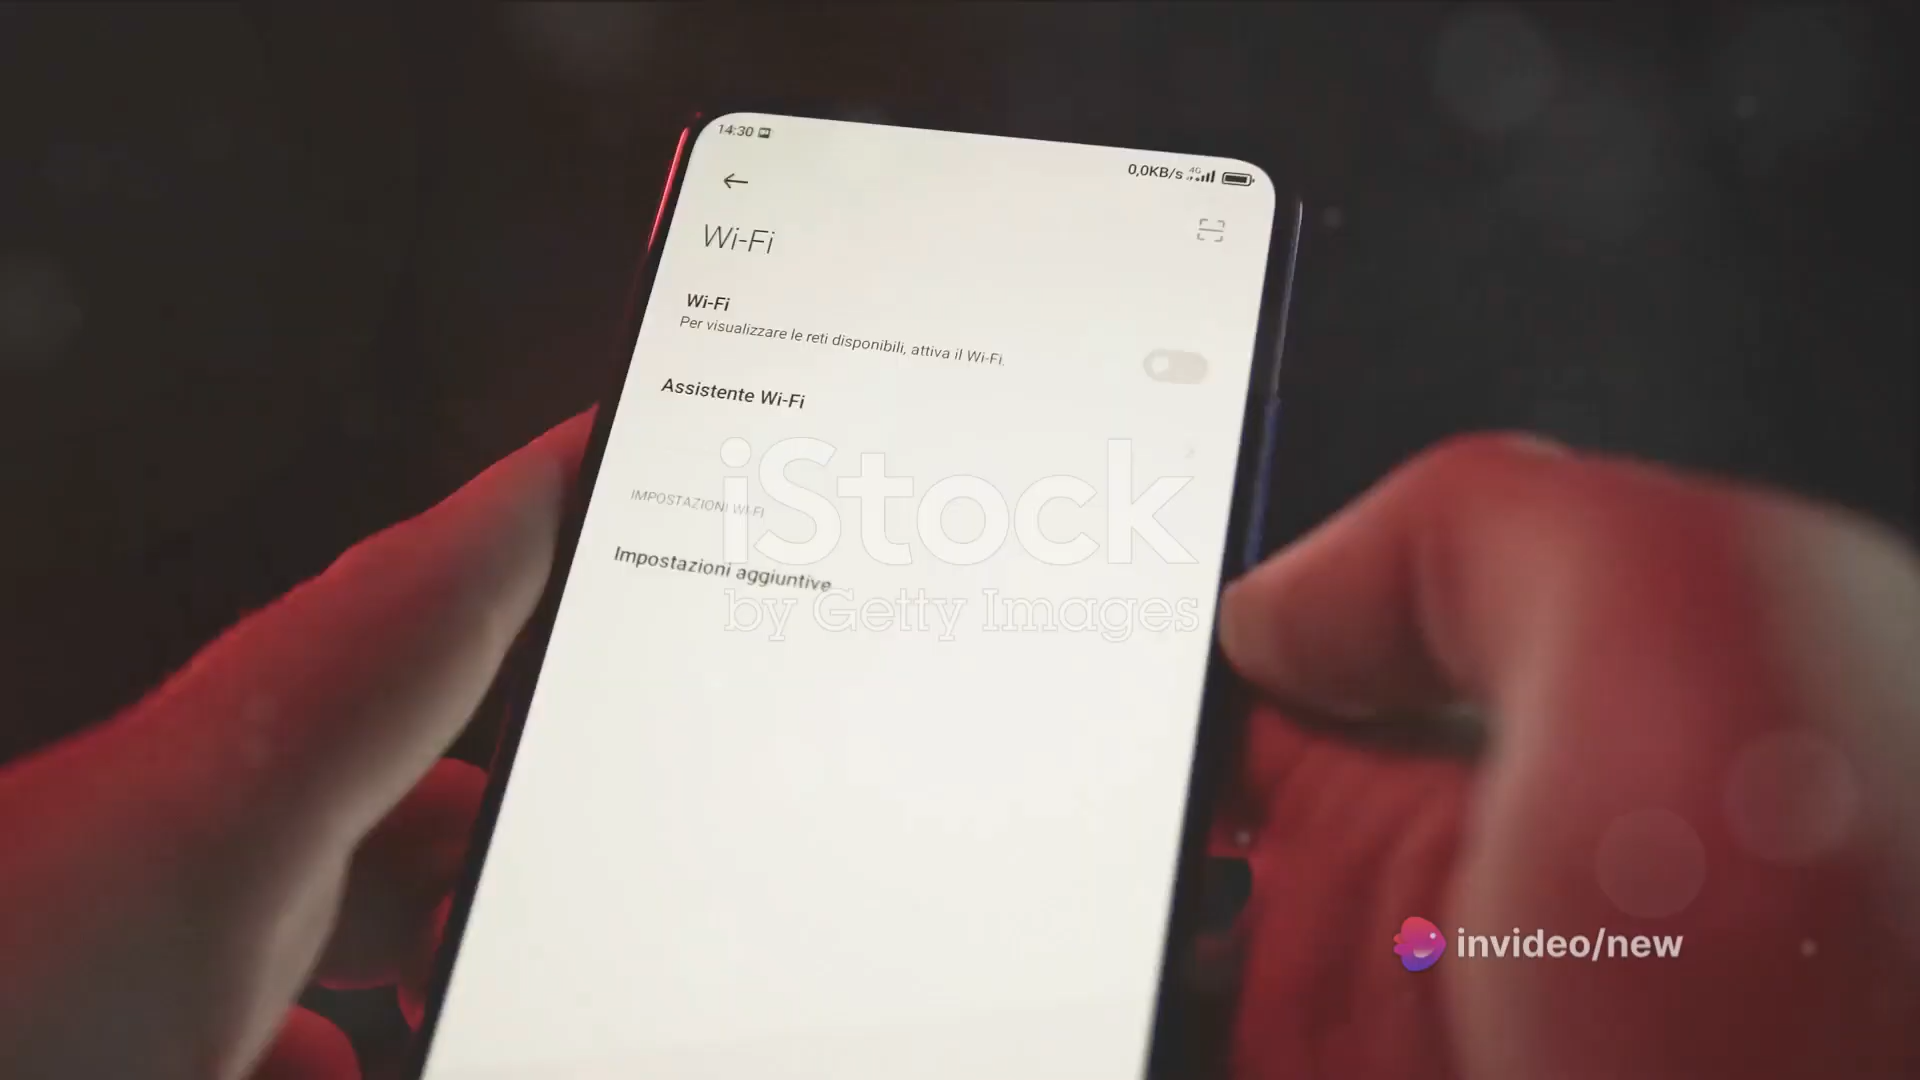 14:30
0,0KB/s 4G
Wi-Fi
Wi-Fi
Per visualizzare le reti disponibili, attiva il Wi-Fi.
Assistente Wi-Fi
iStock
IMPOSTAZIONI WI-FI
Impostazioni aggiuntive
by Getty Images
invideo/new